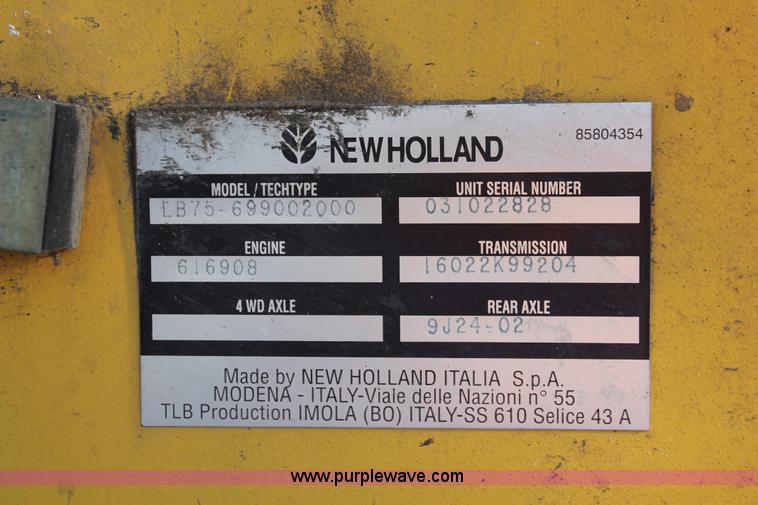 NEW HOLLAND 85804354
MODEL / TECHTYPE UNIT SERIAL NUMBER
LB75-699002000 031022828
ENGINE TRANSMISSION
616908 16022K99204
4 WD AXLE REAR AXLE
- 9J24-02
Made by NEW HOLLAND ITALIA S.p.A.
MODENA - ITALY-Viale delle Nazioni n° 55
TLB Production IMOLA (BO) ITALY-SS 610 Selice 43 A
www.purplewave.com